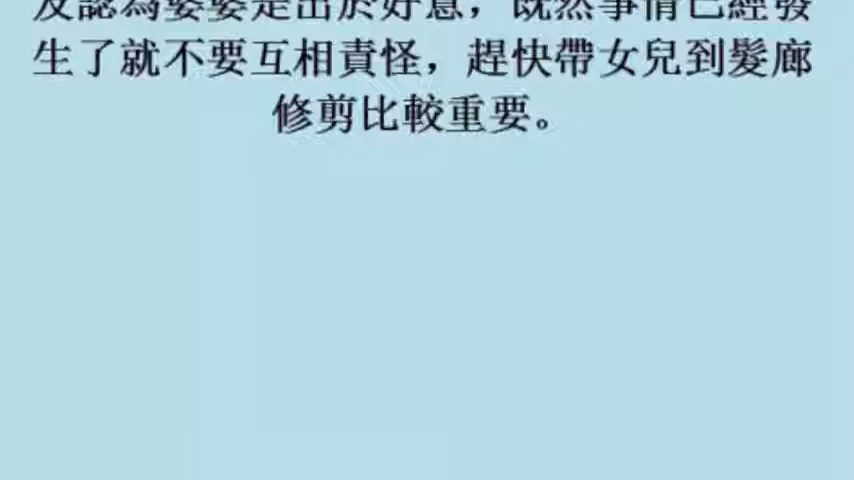 反認為婆婆是出於好意，既然事情已經發
生了就不要互相責怪，趕快帶女兒到髮廊
修剪比較重要。